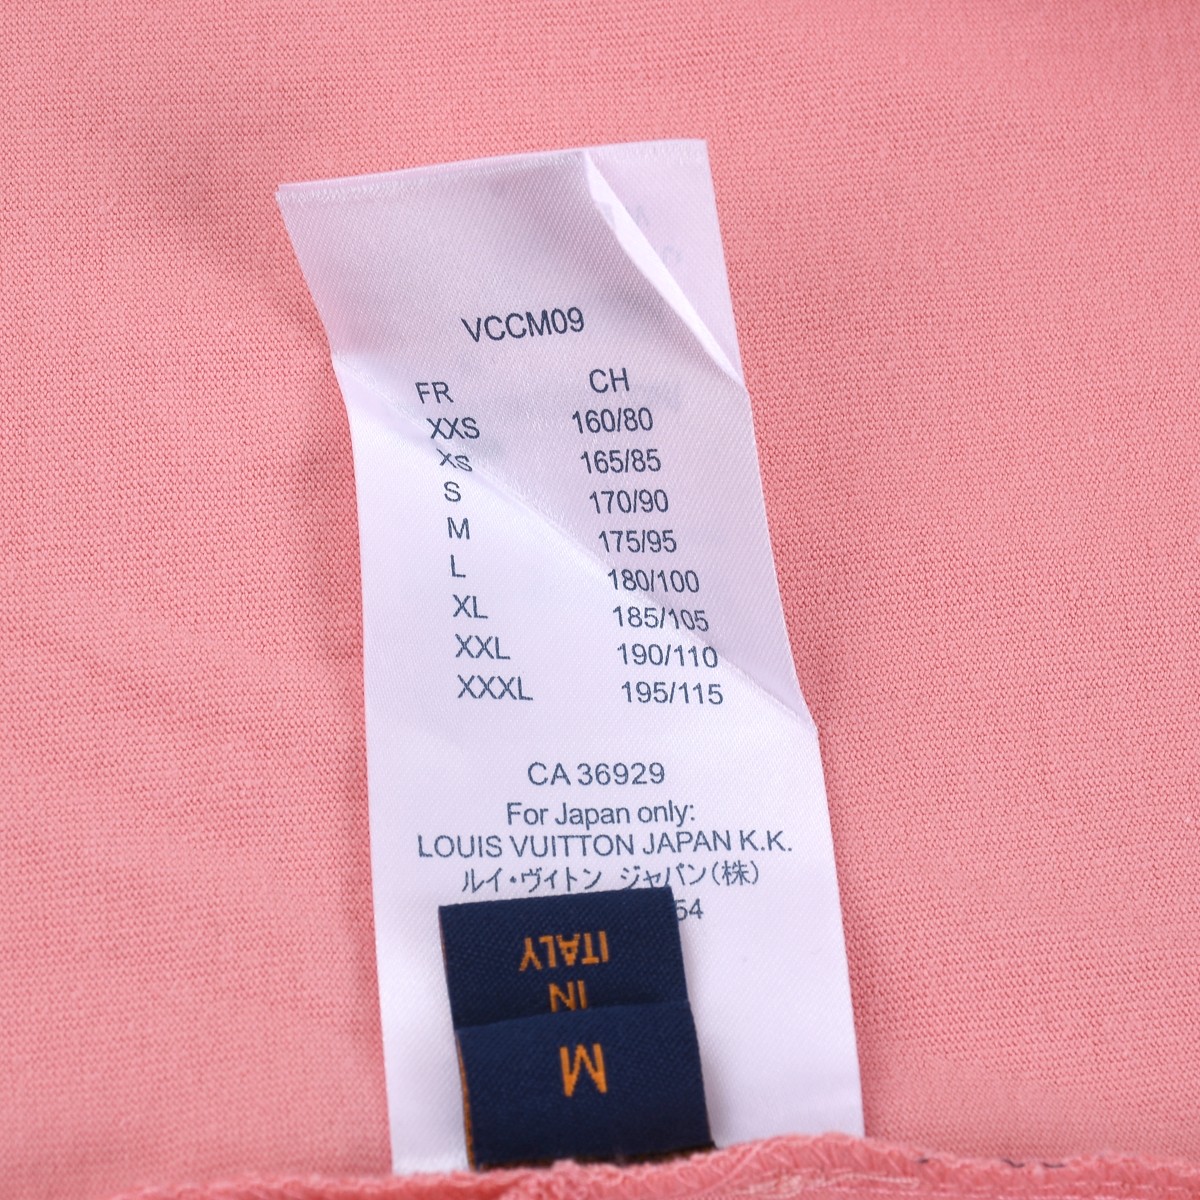 VCCM09
FR CH
XXS 160/80
XS 165/85
S 170/90
M 175/95
L 180/100
XL 185/105
XXL 190/110
XXXL 195/115
CA 36929
For Japan only:
LOUIS VUITTON JAPAN K.K.
ルイ・ヴィトン ジャパン(株)
54
ITALY
IN
M